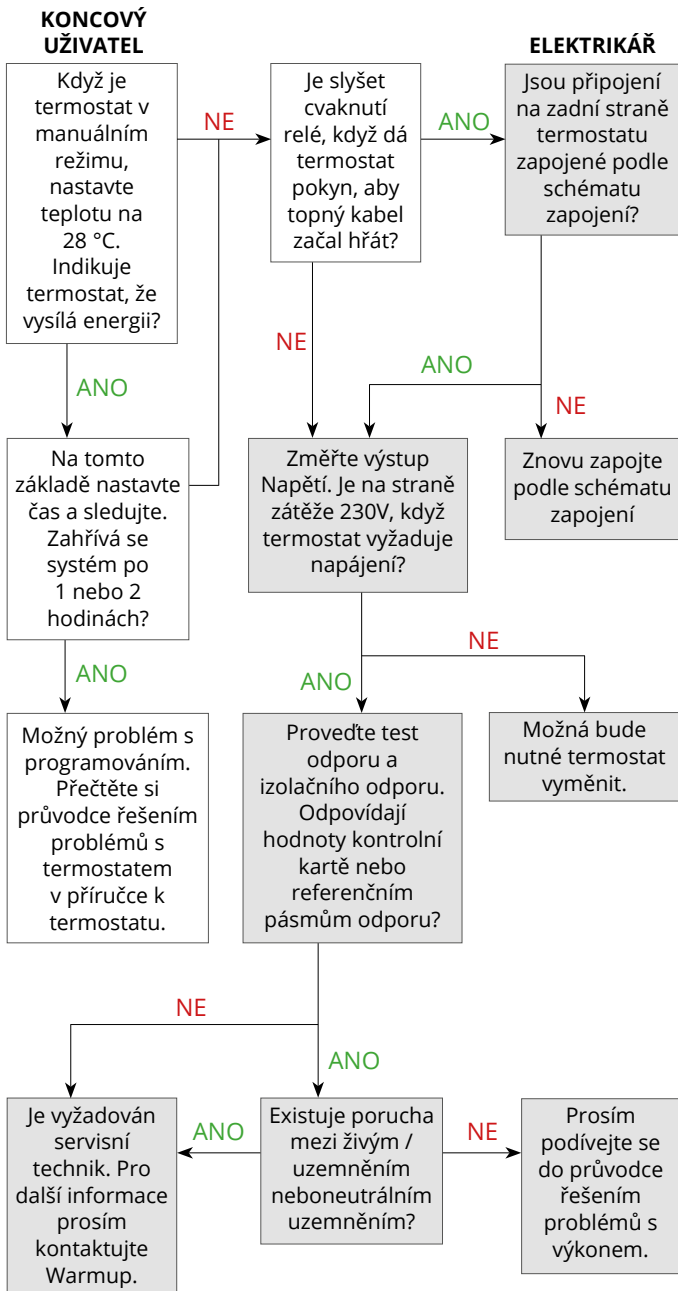 KONCOVÝ
UŽIVATEL
ELEKTRIKÁŘ
Když je
termostat v
manuálním
režimu,
nastavte
teplotu na
28 °C.
Indikuje
termostat, že
vysílá energii?
NE
Je slyšet
cvaknutí
relé, když dá
termostat
pokyn, aby
topný kabel
začal hřát?
ANO
Jsou připojení
na zadní straně
termostatu
zapojené podle
schématu
zapojení?
ANO
NE
ANO
NE
Na tomto
základě nastavte
čas a sledujte.
Zahřívá se
systém po
1 nebo 2
hodinách?
Změřte výstup
Napětí. Je na straně
zátěže 230V, když
termostat vyžaduje
napájení?
Znovu zapojte
podle schématu
zapojení
ANO
ANO
NE
Možný problém s
programováním.
Přečtěte si
průvodce řešením
problémů s
termostatem
v příručce k
termostatu.
Proveďte test
odporu a
izolačního odporu.
Odpovídají
hodnoty kontrolní
kartě nebo
referenčním
pásmům odporu?
Možná bude
nutné termostat
vyměnit.
NE
ANO
Je vyžadován
servisní
technik. Pro
další informace
prosím
kontaktujte
Warmup.
ANO
Existuje porucha
mezi živým /
uzemněním
neboneutrálním
uzemněním?
NE
Prosím
podívejte se
do průvodce
řešením
problémů s
výkonem.